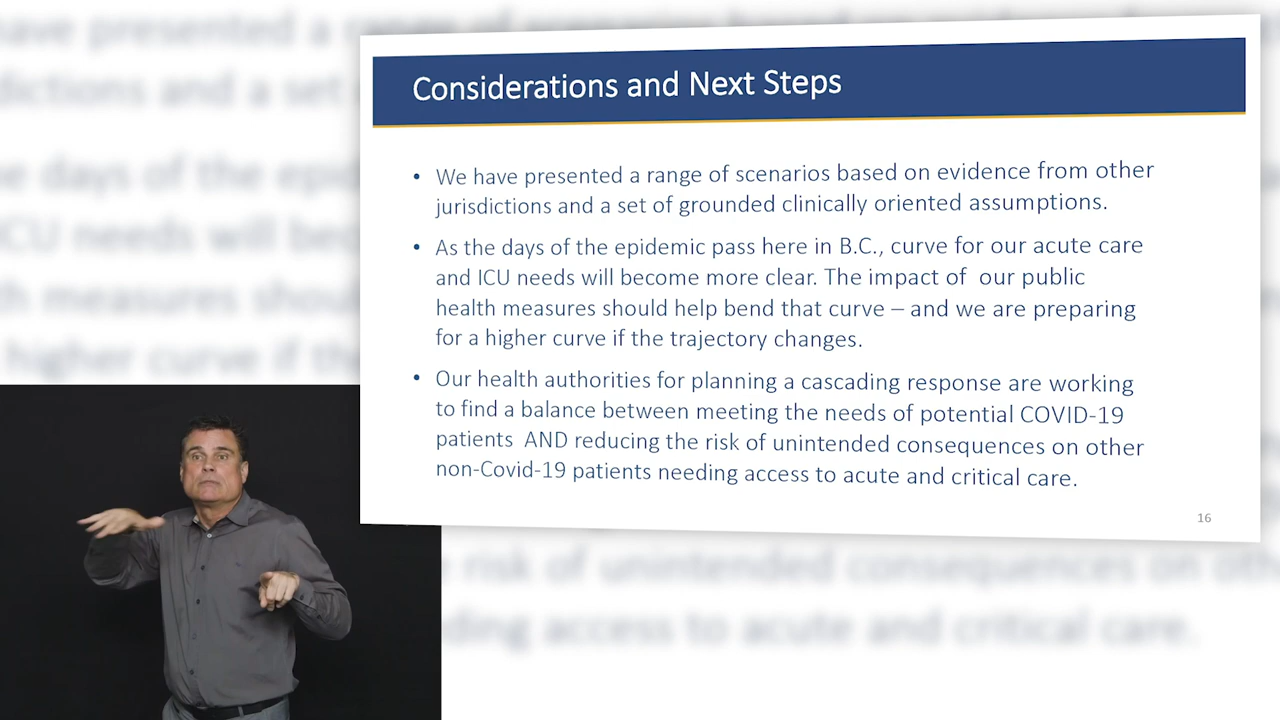 Considerations and Next Steps
• We have presented a range of scenarios based on evidence from other
jurisdictions and a set of grounded clinically oriented assumptions.
• As the days of the epidemic pass here in B.C., curve for our acute care
and ICU needs will become more clear. The impact of  our public
health measures should help bend that curve – and we are preparing
for a higher curve if the trajectory changes.
• Our health authorities for planning a cascading response are working
to find a balance between meeting the needs of potential COVID-19
patients  AND reducing the risk of unintended consequences on other
non-Covid-19 patients needing access to acute and critical care.
16